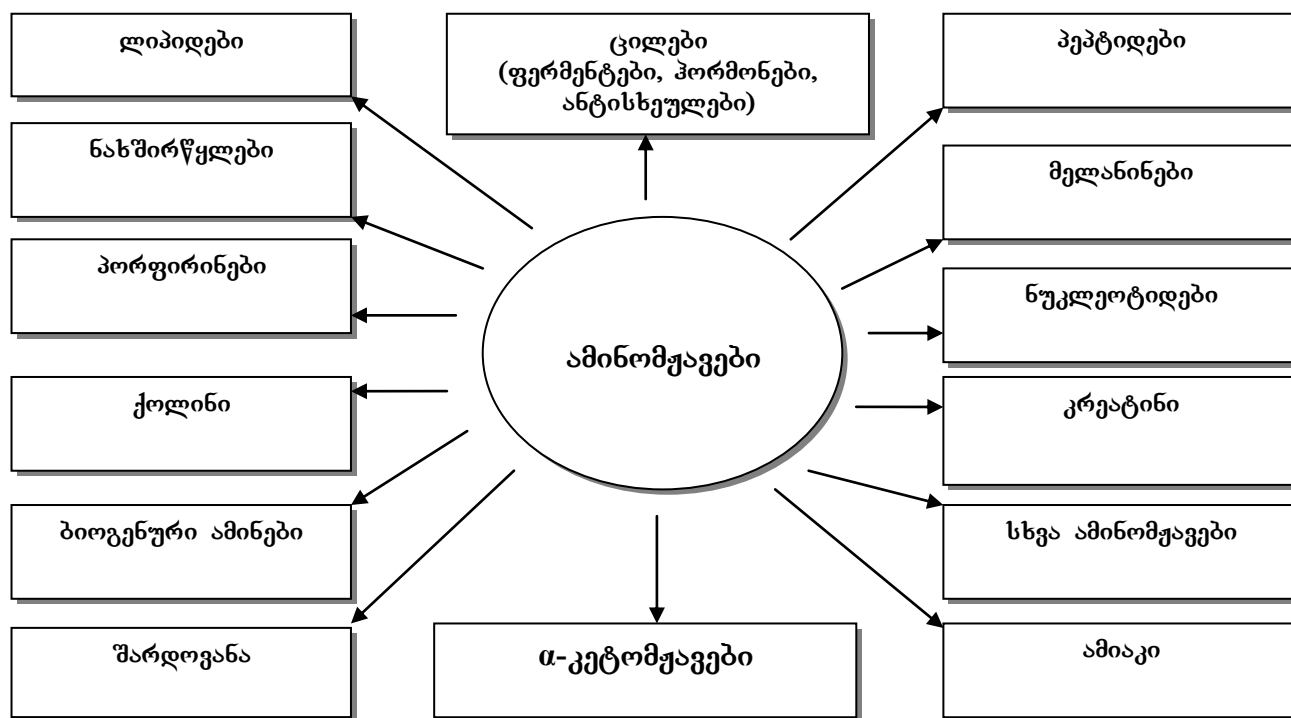 ლიპიდები
ცილები
(ფერმენტები, ჰორმონები,
ანტისხეულები)
პეპტიდები
ნახშირწყლები
მელანინები
პორფირინები
ნუკლეოტიდები
ამინომჟავები
ქოლინი
კრეატინი
ბიოგენური ამინები
სხვა ამინომჟავები
შარდოვანა
α-კეტომჟავები
ამიაკი